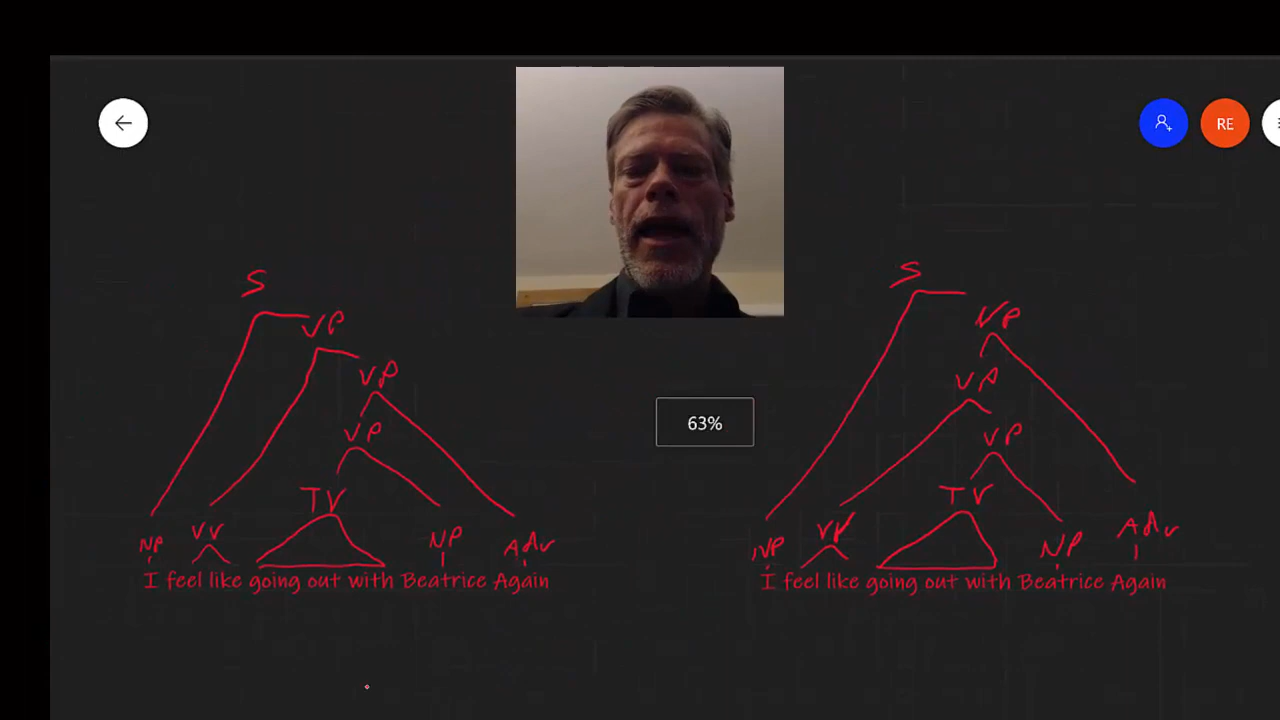 RE
S
S
VP
NP
VP
VP
VP
VP
63%
TV
TV
NP
VV
NP
Adv
NP
VV
NP
Adv
I feel like going out with Beatrice Again
I feel like going out with Beatrice Again